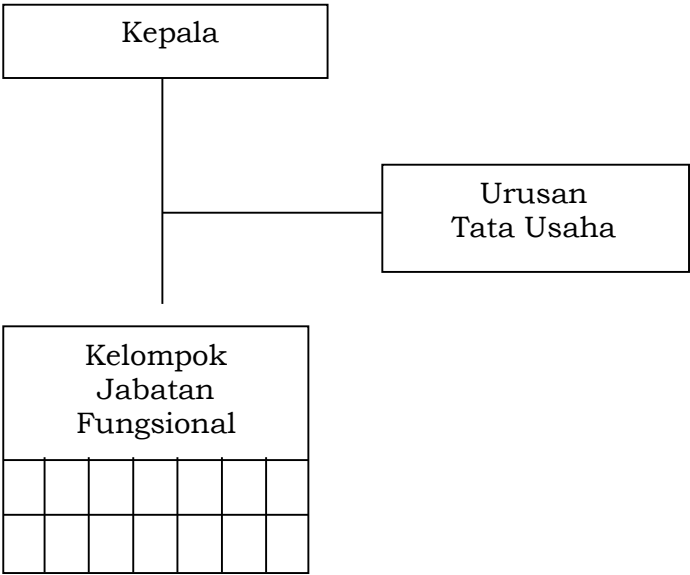 Kepala
Urusan
Tata Usaha
Kelompok
Jabatan
Fungsional